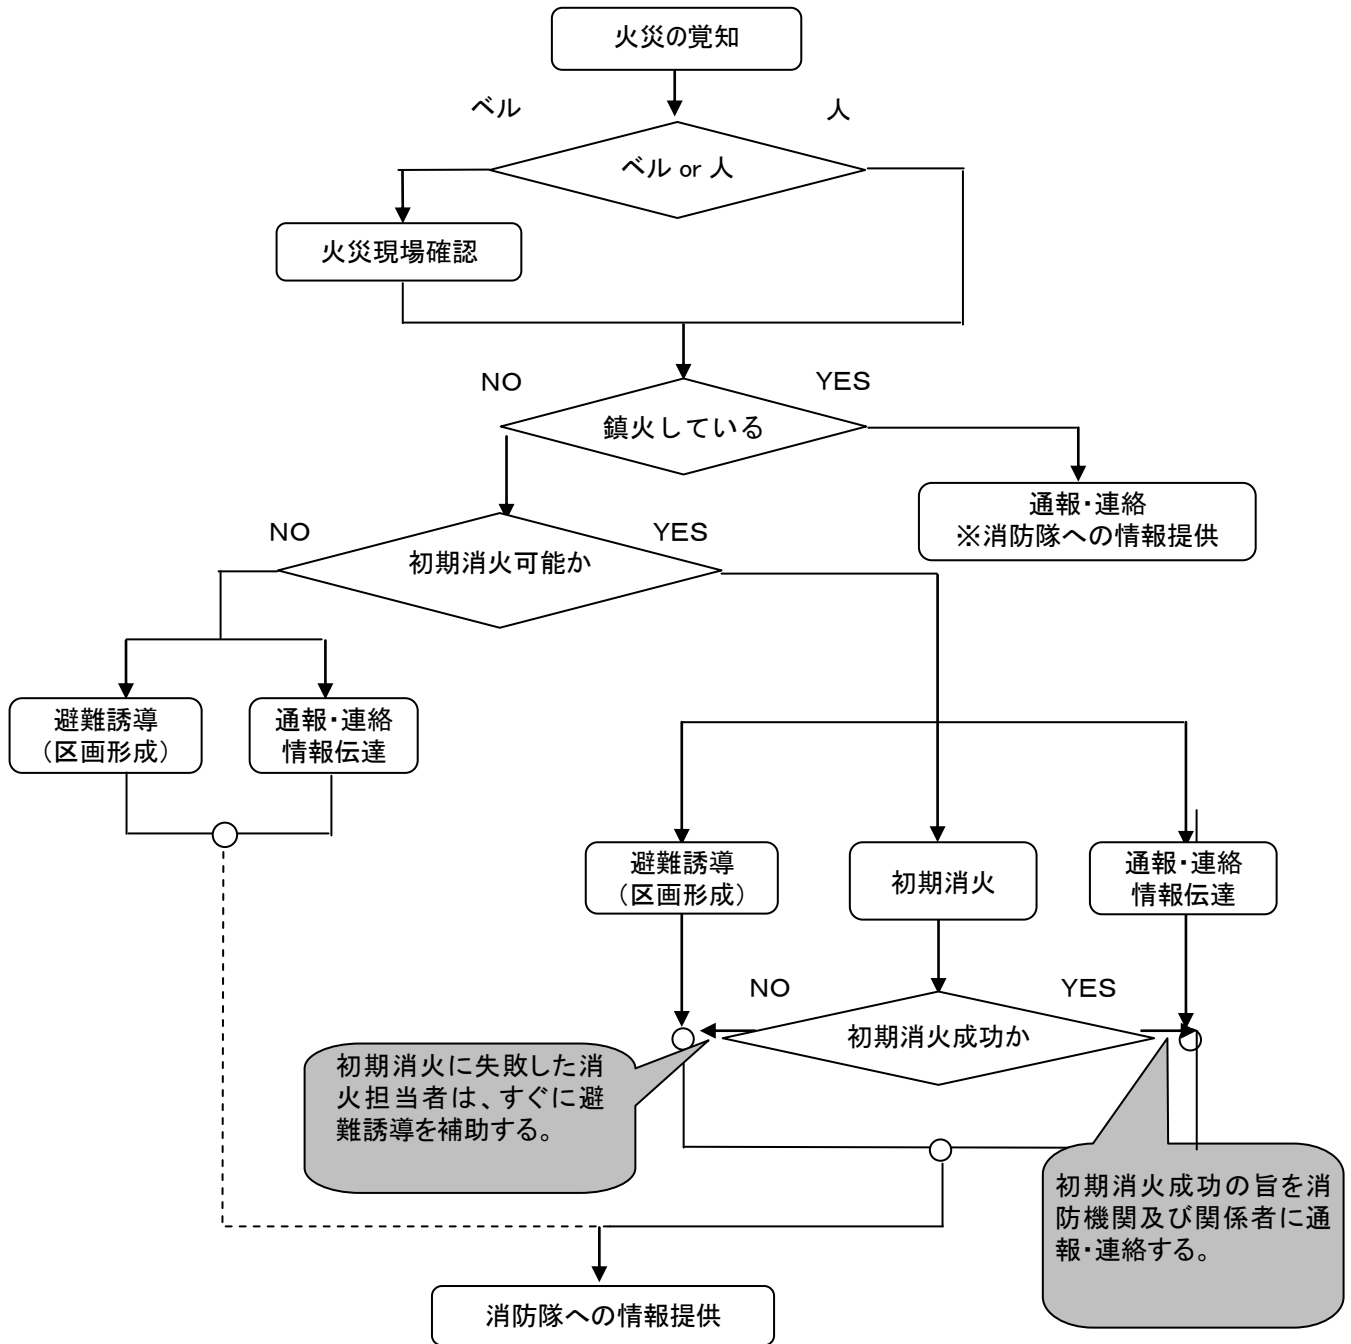 火災の覚知
ベル
人
ベル or 人
火災現場確認
NO
YES
鎮火している
通報・連絡
※消防隊への情報提供
NO
YES
初期消火可能か
避難誘導
（区画形成）
通報・連絡
情報伝達
避難誘導
（区画形成）
初期消火
通報・連絡
情報伝達
NO
YES
初期消火成功か
初期消火に失敗した消
火担当者は、すぐに避
難誘導を補助する。
初期消火成功の旨を消
防機関及び関係者に通
報・連絡する。
消防隊への情報提供